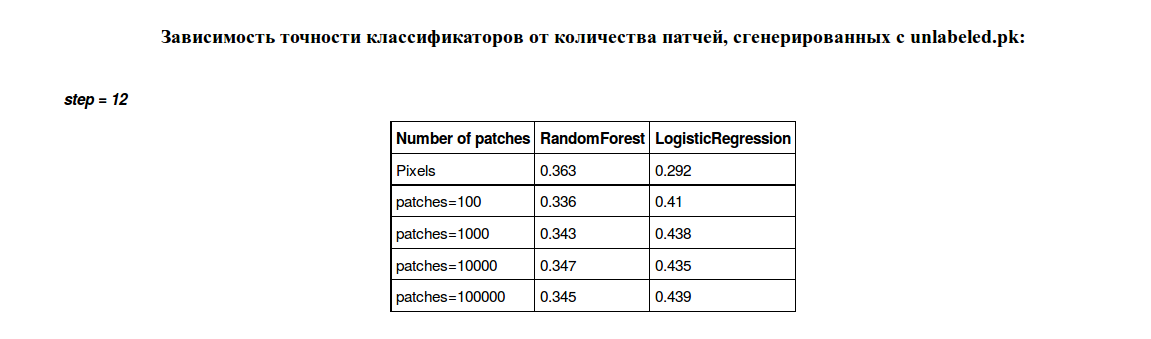 Зависимость точности классификаторов от количества патчей, сгенерированных с unlabeled.pk:
step = 12
Number of patches RandomForest LogisticRegression
Pixels 0.363 0.292
patches=100 0.336 0.41
patches=1000 0.343 0.438
patches=10000 0.347 0.435
patches=100000 0.345 0.439